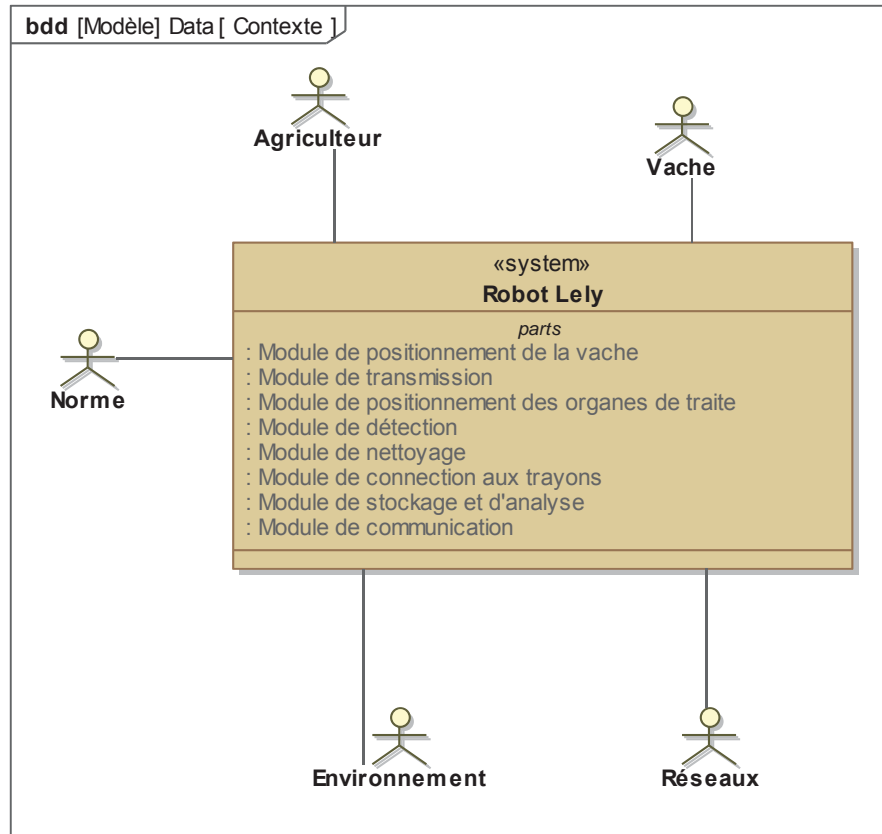 bdd [Modèle] Data [ Contexte ]
Agriculteur
Vache
«system»
Robot Lely
parts
: Module de positionnement de la vache
: Module de transmission
: Module de positionnement des organes de traite
: Module de détection
: Module de nettoyage
: Module de connection aux trayons
: Module de stockage et d'analyse
: Module de communication
Norme
Environnement
Réseaux